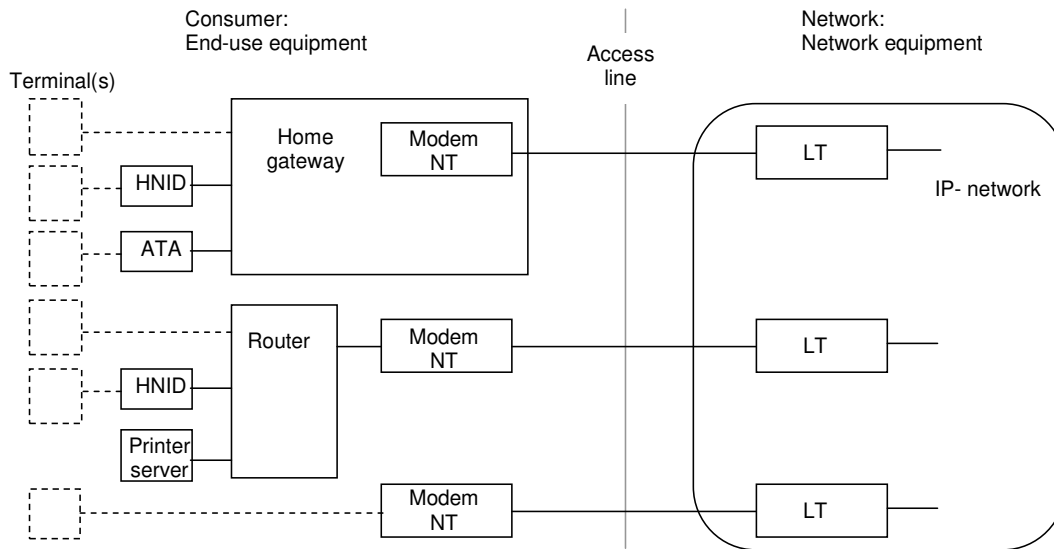 Consumer:
End-use equipment
Network:
Network equipment
Access
line
Terminal(s)
Home
gateway
Modem
NT
LT
HNID
IP- network
ATA
Router
Modem
NT
LT
HNID
Printer
server
Modem
NT
LT